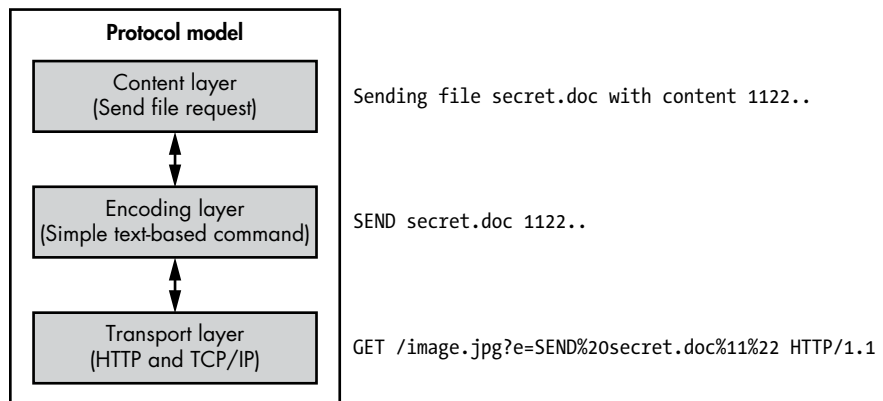 Protocol model
Content layer
(Send file request)
Sending file secret.doc with content 1122..
Encoding layer
(Simple text-based command)
SEND secret.doc 1122..
Transport layer
(HTTP and TCP/IP)
GET /image.jpg?e=SEND%20secret.doc%11%22 HTTP/1.1